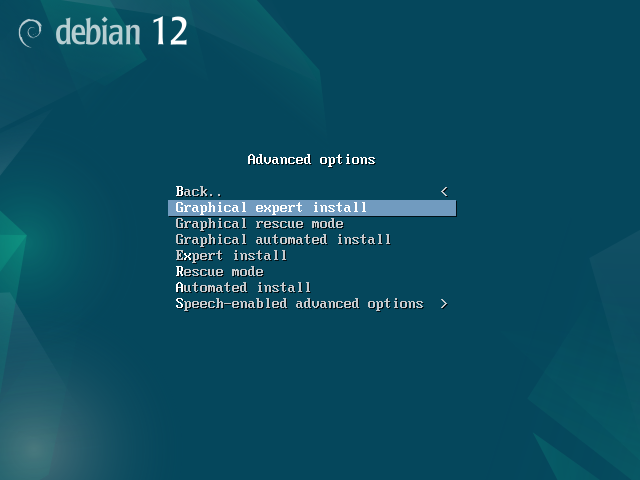 debian 12
Advanced options
Back.. <
Graphical expert install
Graphical rescue mode
Graphical automated install
Expert install
Rescue mode
Automated install
Speech-enabled advanced options >